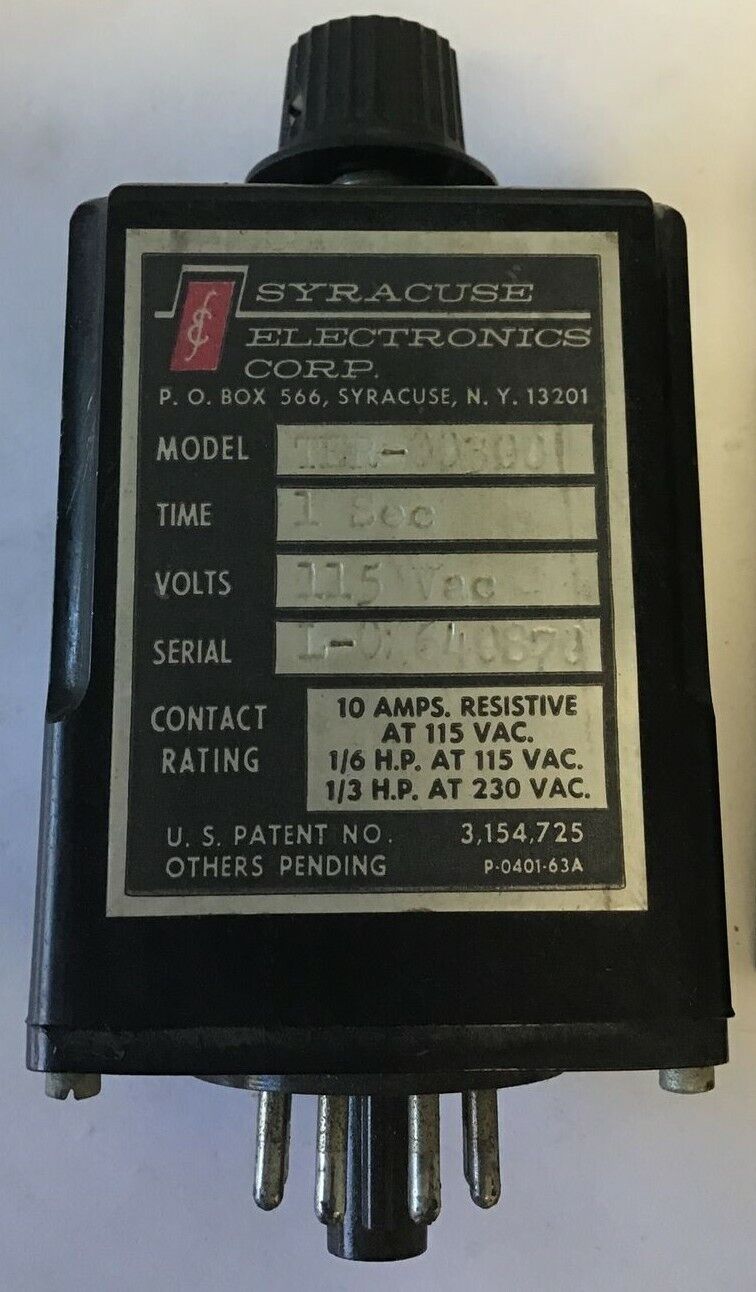 SYRACUSE
ELECTRONICS
CORP.
P. O. BOX 566, SYRACUSE, N. Y. 13201
MODEL
TIME 1 Sec
VOLTS 115 Vac
SERIAL
CONTACT RATING
10 AMPS. RESISTIVE
AT 115 VAC.
1/6 H.P. AT 115 VAC.
1/3 H.P. AT 230 VAC.
U. S. PATENT NO. 3,154,725
OTHERS PENDING P-0401-63A